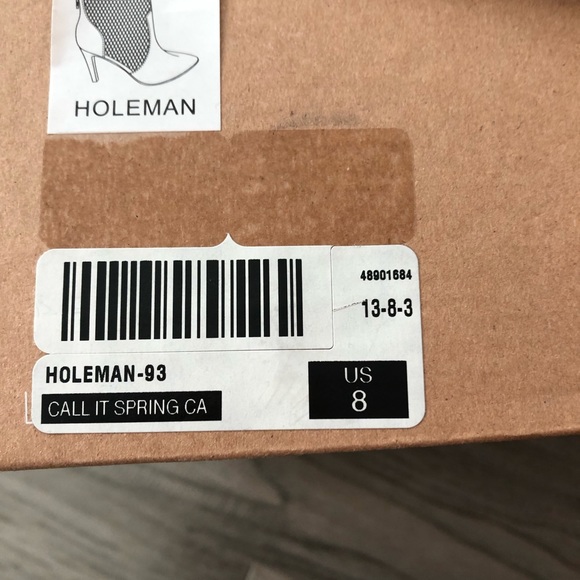 HOLEMAN
48901684
13-8-3
HOLEMAN-93
US
CALL IT SPRING CA
8